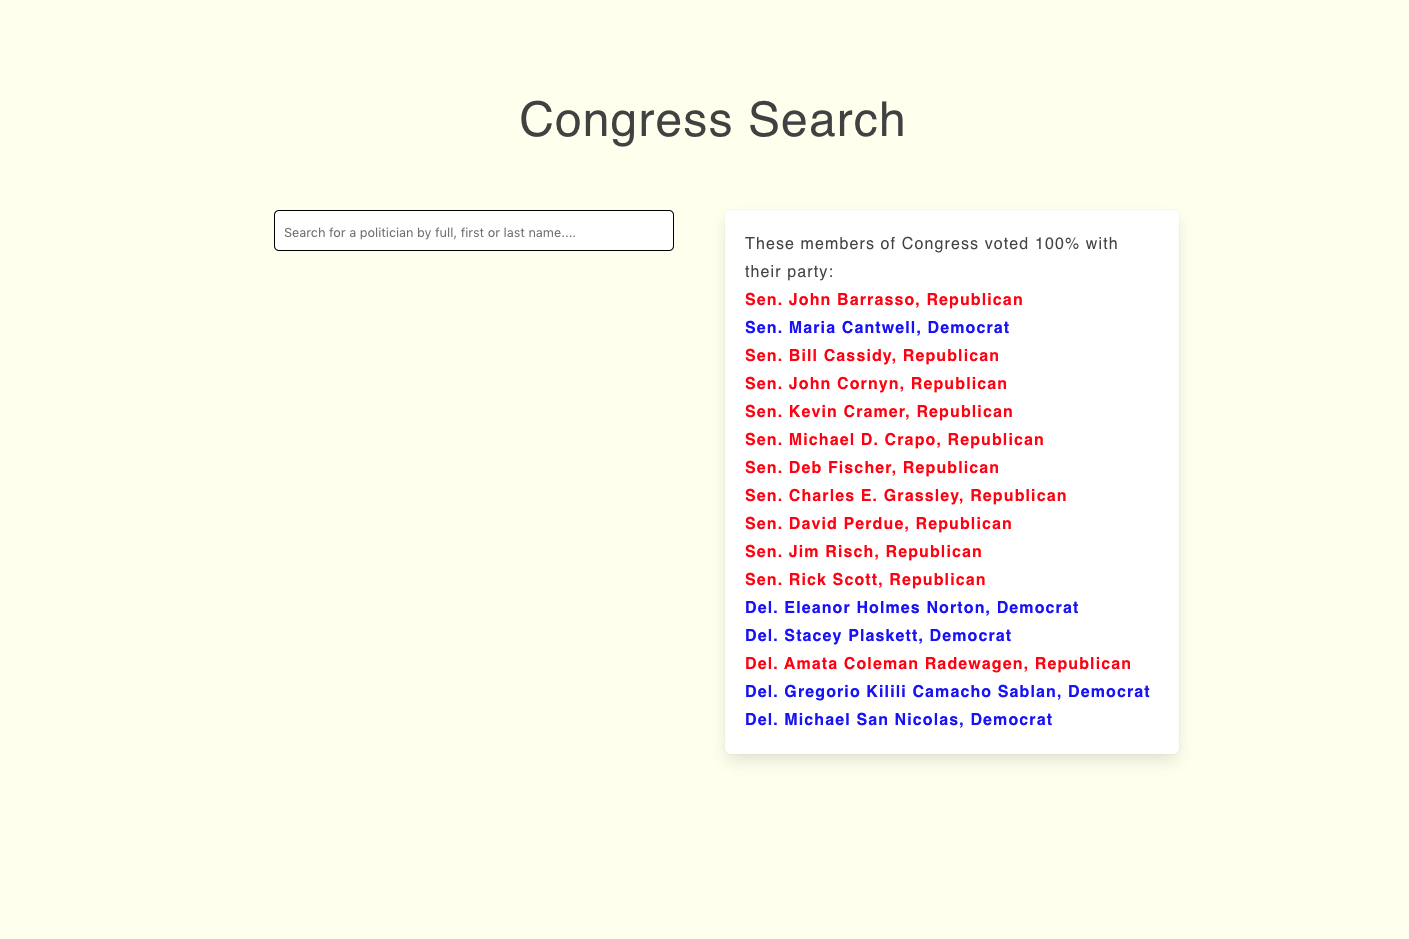 Congress Search
Search for a politician by full, first or last name....
These members of Congress voted 100% with
their party:
Sen. John Barrasso, Republican
Sen. Maria Cantwell, Democrat
Sen. Bill Cassidy, Republican
Sen. John Cornyn, Republican
Sen. Kevin Cramer, Republican
Sen. Michael D. Crapo, Republican
Sen. Deb Fischer, Republican
Sen. Charles E. Grassley, Republican
Sen. David Perdue, Republican
Sen. Jim Risch, Republican
Sen. Rick Scott, Republican
Del. Eleanor Holmes Norton, Democrat
Del. Stacey Plaskett, Democrat
Del. Amata Coleman Radewagen, Republican
Del. Gregorio Kilili Camacho Sablan, Democrat
Del. Michael San Nicolas, Democrat